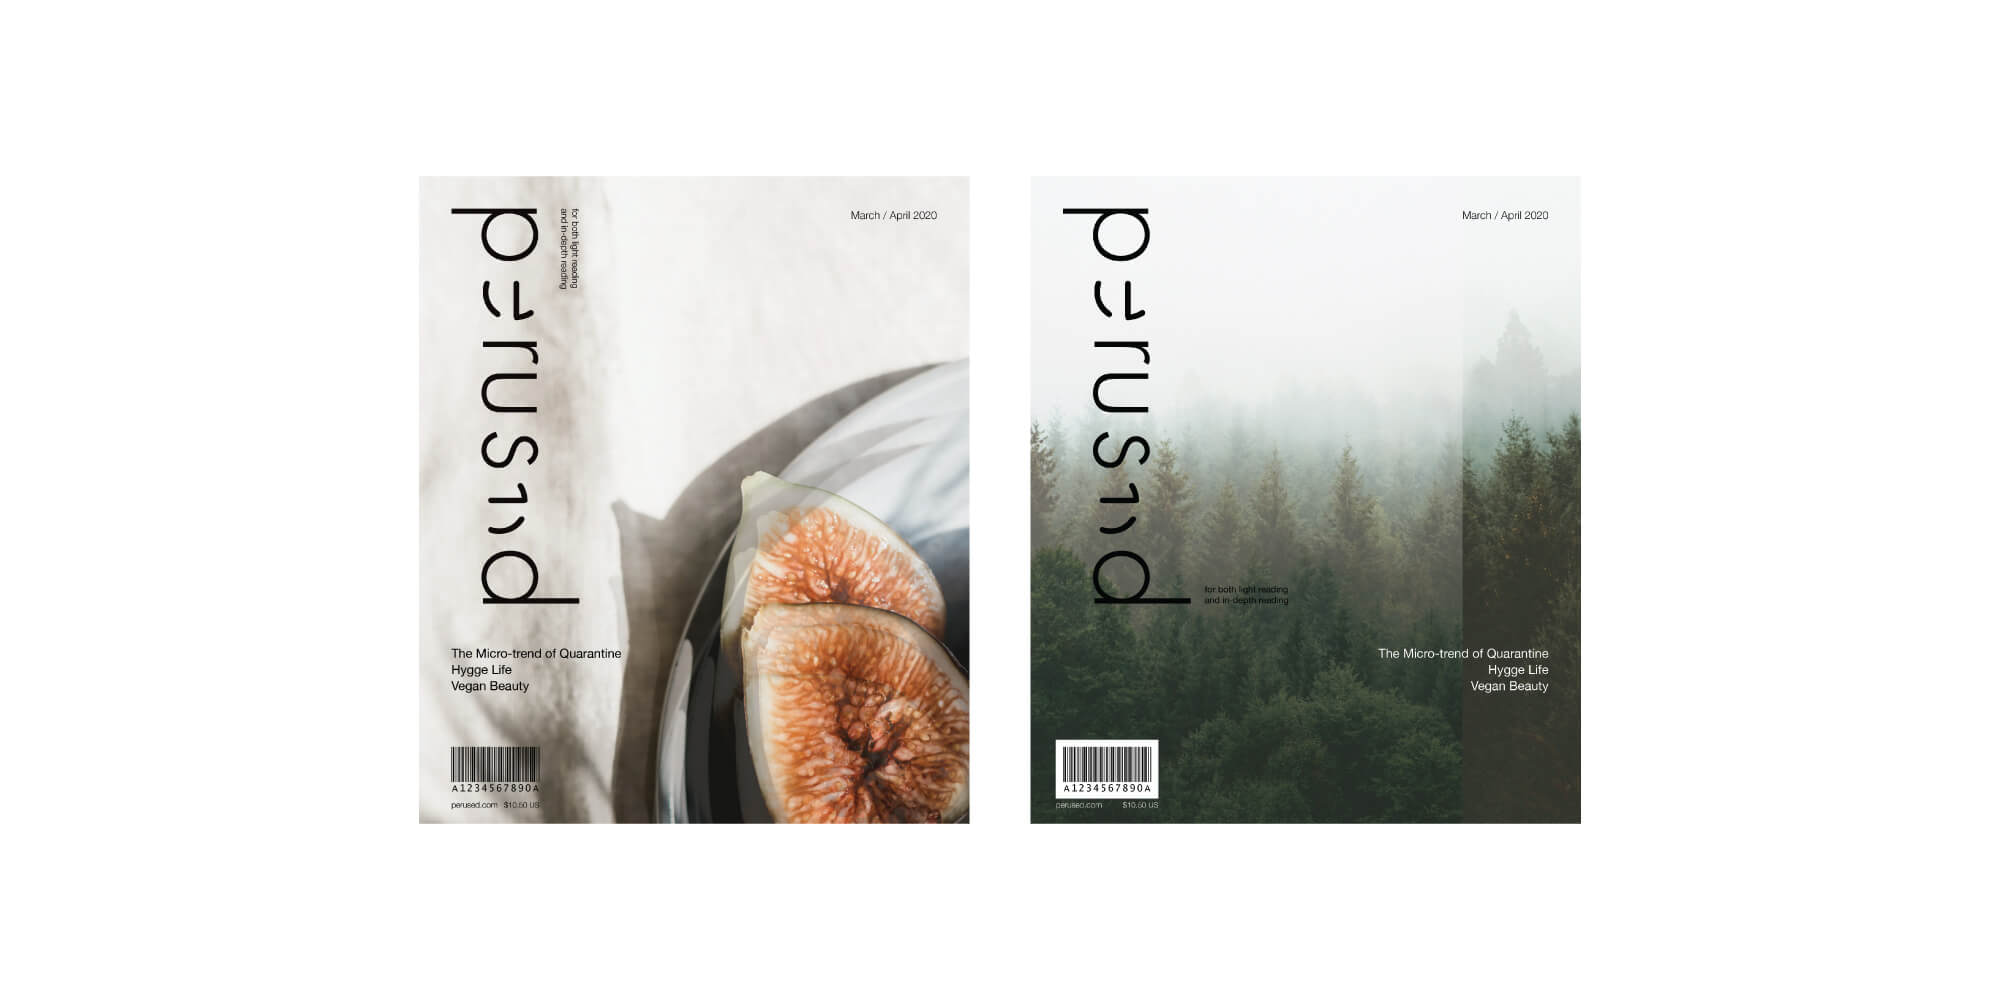 perused
for both light reading
and in-depth reading
March / April 2020
The Micro-trend of Quarantine
Hygge Life
Vegan Beauty
A1234567890A
perused.com $10.50 US
perused
March / April 2020
for both light reading
and in-depth reading
The Micro-trend of Quarantine
Hygge Life
Vegan Beauty
A1234567890A
perused.com $10.50 US